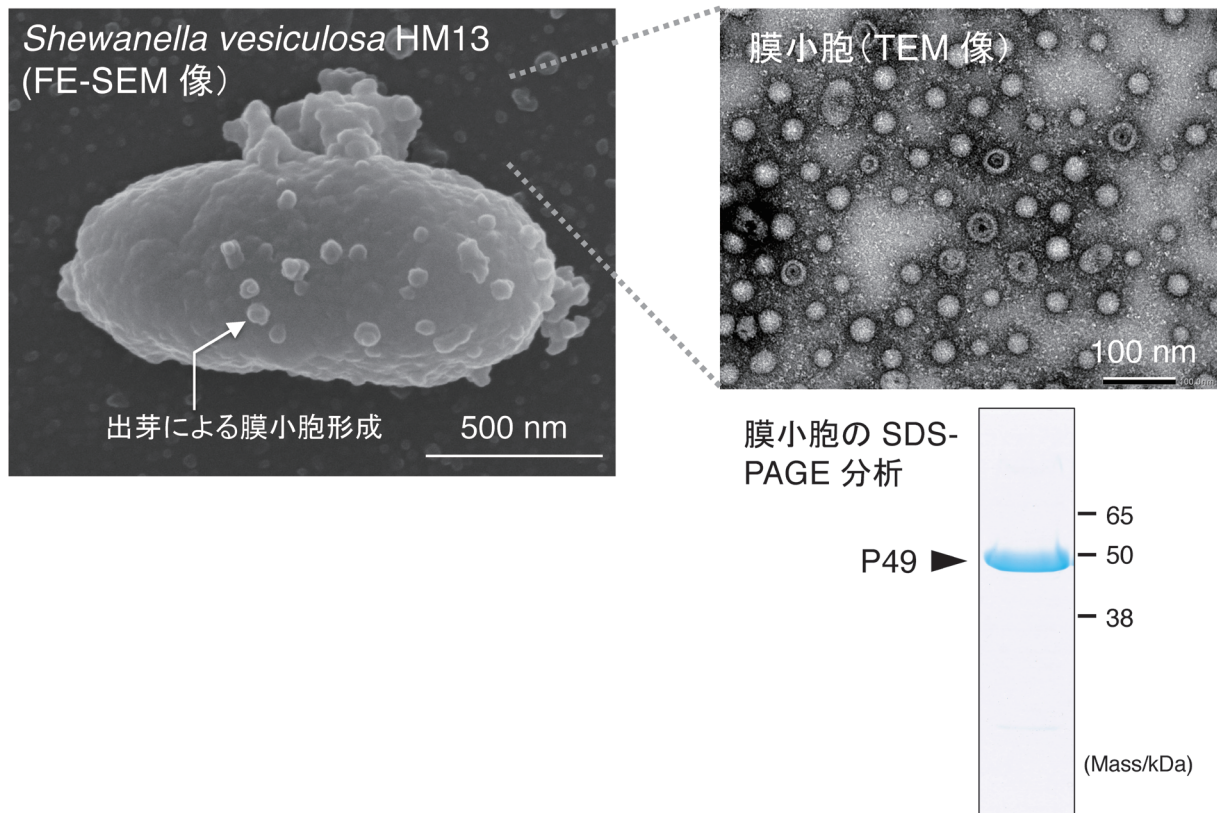 Shewanella vesiculosa HM13
(FE-SEM 像)
出芽による膜小胞形成
500 nm
膜小胞(TEM 像)
100 nm
100.0nm
膜小胞の SDS-
PAGE 分析
P49
65
50
38
(Mass/kDa)